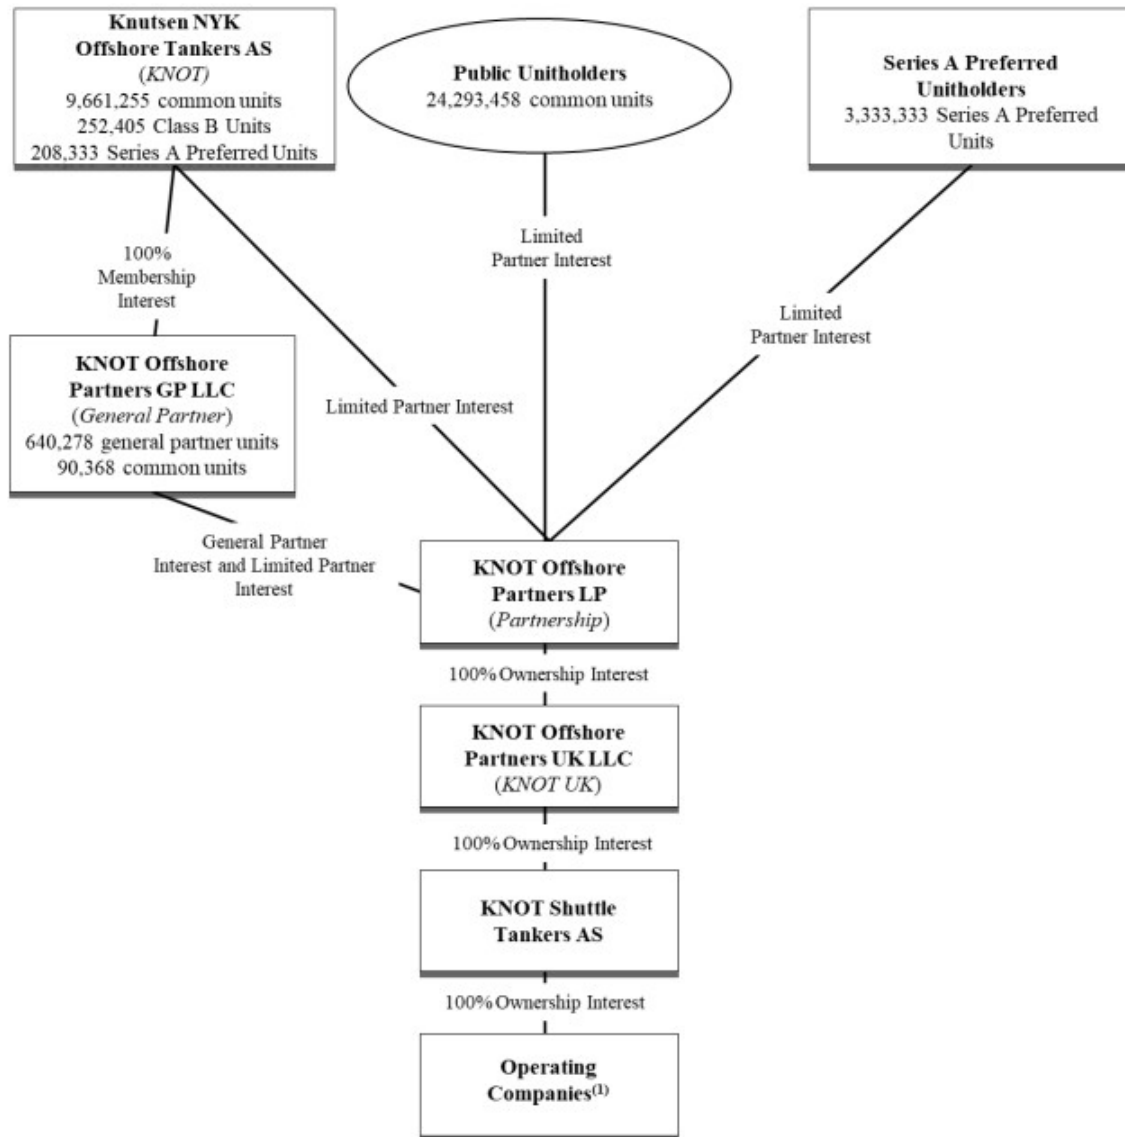 Knutsen NYK
Offshore Tankers AS
(KNOT)
9,661,255 common units
252,405 Class B Units
208,333 Series A Preferred Units
Public Unitholders
24,293,458 common units
Series A Preferred
Unitholders
3,333,333 Series A Preferred
Units
100%
Membership
Interest
Limited
Partner Interest
Limited
Partner Interest
KNOT Offshore
Partners GP LLC
(General Partner)
640,278 general partner units
90,368 common units
Limited Partner Interest
General Partner
Interest and Limited Partner
Interest
KNOT Offshore
Partners LP
(Partnership)
100% Ownership Interest
KNOT Offshore
Partners UK LLC
(KNOT UK)
100% Ownership Interest
KNOT Shuttle
Tankers AS
100% Ownership Interest
Operating
Companies(1)